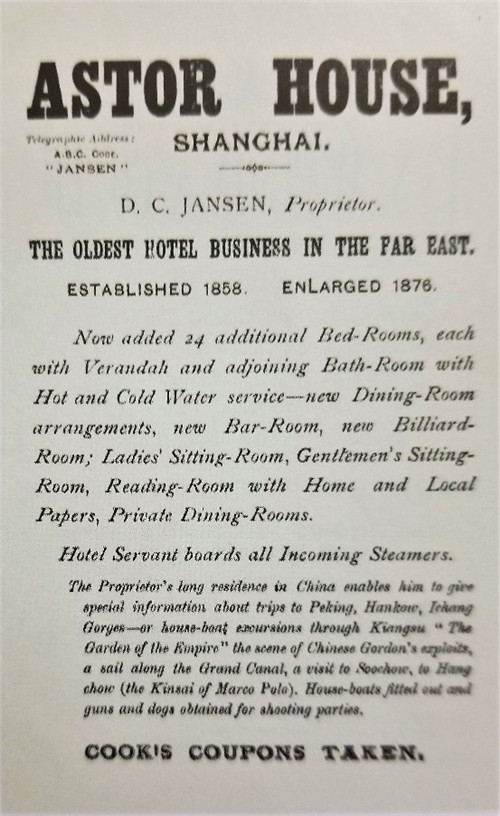 ASTOR HOUSE,
Telegraphic Address:
A.B.C. Code.
"JANSEN"
SHANGHAI.
D. C. JANSEN, Proprietor.
THE OLDEST HOTEL BUSINESS IN THE FAR EAST.
ESTABLISHED 1858. ENLARGED 1876.
Now added 24 additional Bed-Rooms, each
with Verandah and adjoining Bath-Room with
Hot and Cold Water service—new Dining-Room
arrangements, new Bar-Room, new Billiard-
Room; Ladies' Sitting-Room, Gentlemen's Sitting-
Room, Reading-Room with Home and Local
Papers, Private Dining-Rooms.
Hotel Servant boards all Incoming Steamers.
The Proprietor's long residence in China enables him to give
special information about trips to Peking, Hankow, Ichang
Gorges—or house-boat excursions through Kiangsu "The
Garden of the Empire" the scene of Chinese Gordon's exploits,
a sail along the Grand Canal, a visit to Soochow, to Hang
chow (the Kinsai of Marco Polo). House-boats fitted out and
guns and dogs obtained for shooting parties.
COOK'S COUPONS TAKEN.